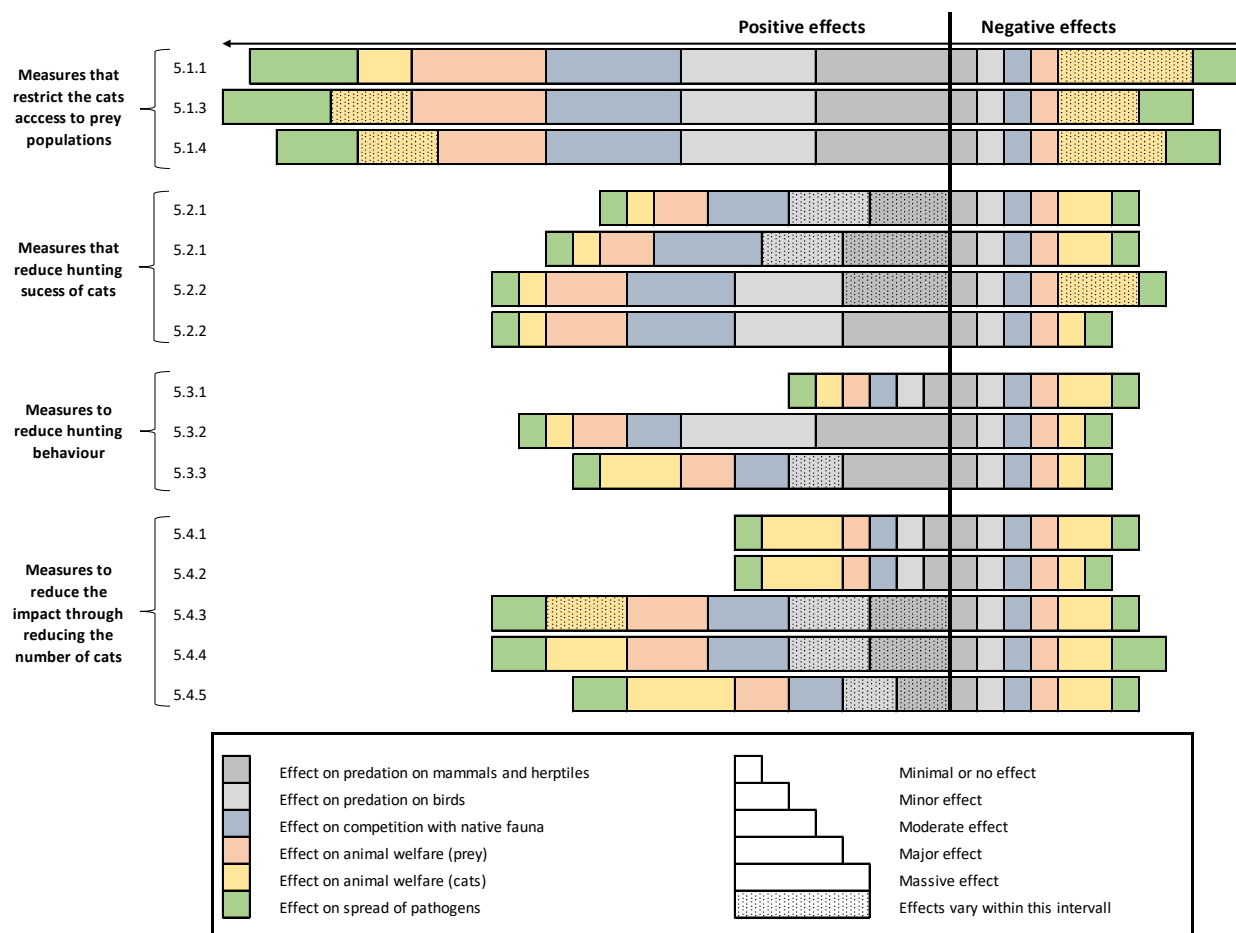 Positive effects
Negative effects
Measures that
restrict the cats
acccess to prey
populations
5.1.1
5.1.3
5.1.4
Measures that
reduce hunting
sucess of cats
5.2.1
5.2.1
5.2.2
5.2.2
Measures to
reduce hunting
behaviour
5.3.1
5.3.2
5.3.3
Measures to
reduce the
impact through
reducing the
number of cats
5.4.1
5.4.2
5.4.3
5.4.4
5.4.5
Effect on predation on mammals and herptiles
Effect on predation on birds
Effect on competition with native fauna
Effect on animal welfare (prey)
Effect on animal welfare (cats)
Effect on spread of pathogens
Minimal or no effect
Minor effect
Moderate effect
Major effect
Massive effect
Effects vary within this intervall